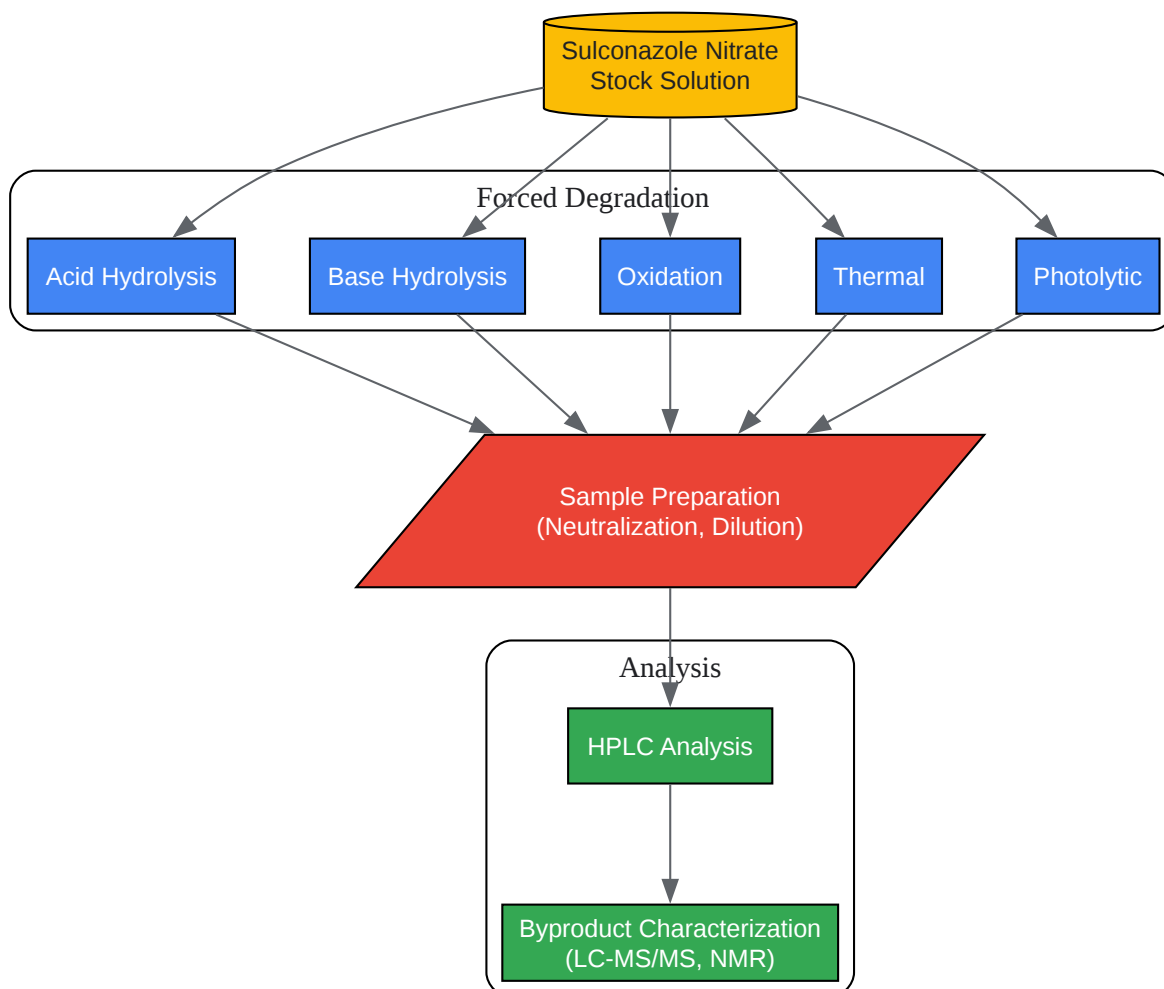 Sulconazole Nitrate
Stock Solution
Forced Degradation
Acid Hydrolysis
Base Hydrolysis
Oxidation
Thermal
Photolytic
Sample Preparation
(Neutralization, Dilution)
Analysis
HPLC Analysis
Byproduct Characterization
(LC-MS/MS, NMR)